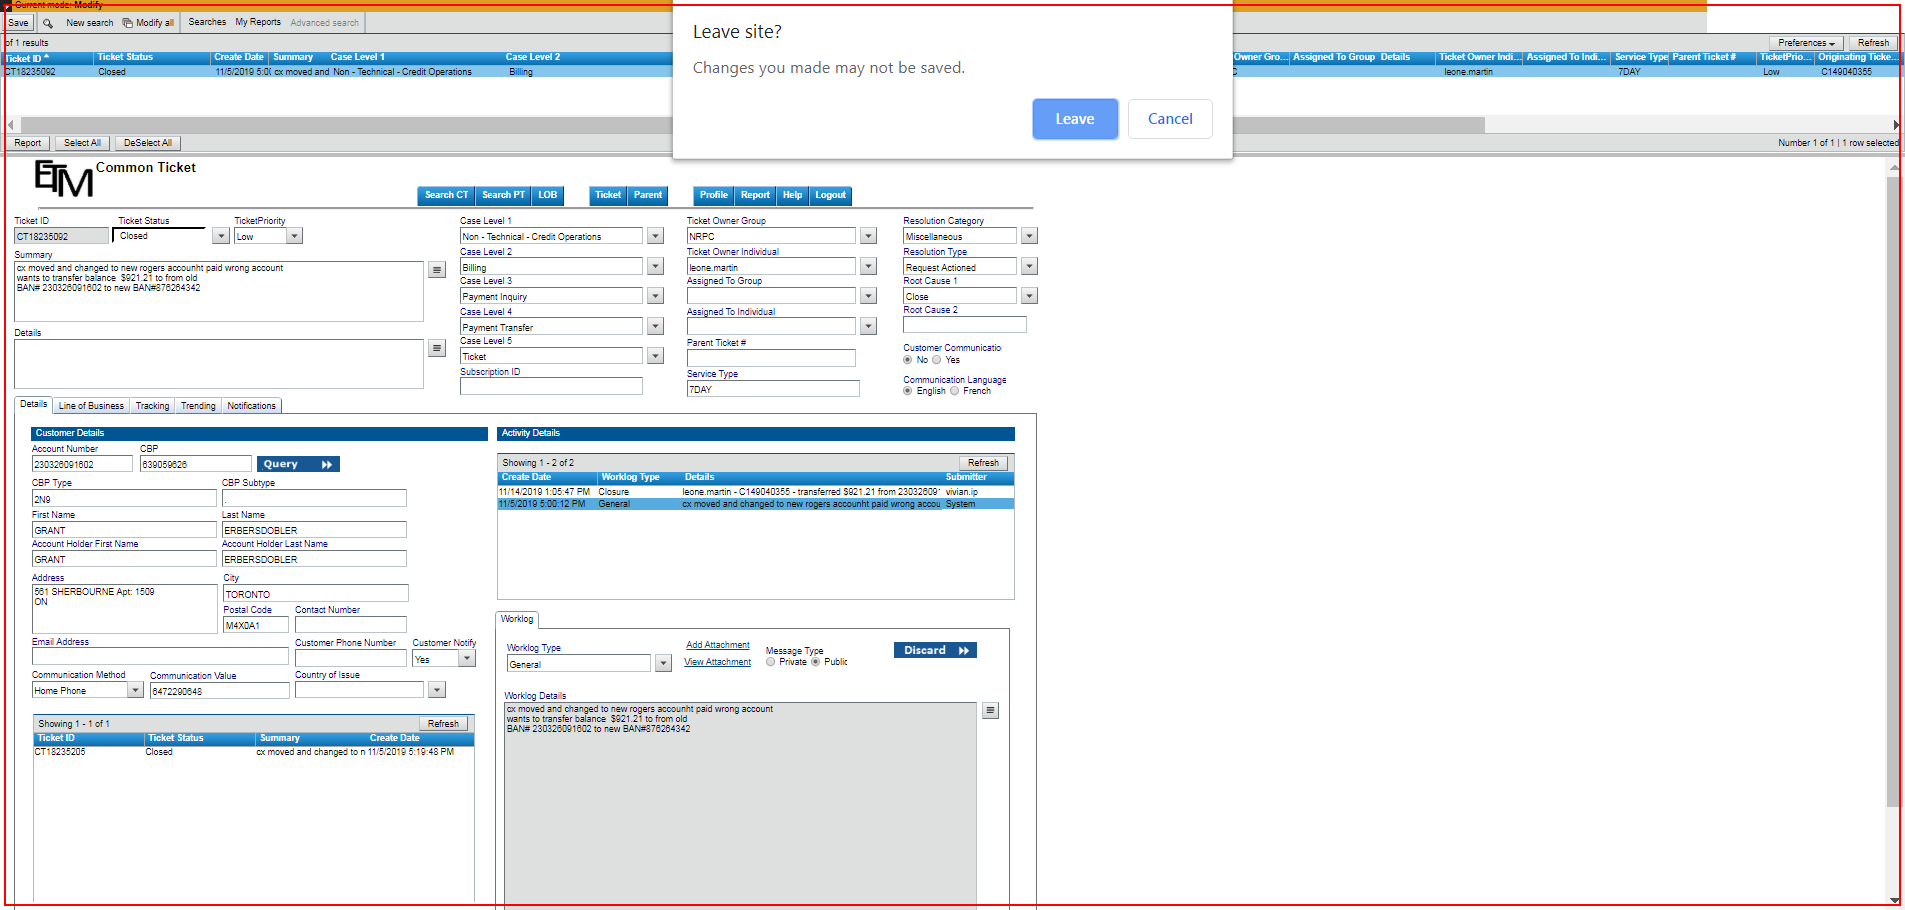 Current mode: Modify
Save New search Modify all Searches My Reports Advanced search
Leave site?
Changes you made may not be saved.
Leave Cancel
of 1 results Preferences Refresh
Ticket ID Ticket Status Create Date Summary Case Level 1 Case Level 2 Owner Gro... Assigned To Group Details Ticket Owner Indi... Assigned To Indi... Service Type Parent Ticket # TicketPrio... Originating Ticke...
CT18235092 Closed 11/5/2019 5:00 cx moved and Non - Technical - Credit Operations Billing C leone.martin 7DAY Low C149040355
Report Select All DeSelect All Number 1 of 1 | 1 row selected
ETM Common Ticket
Search CT Search PT LOB Ticket Parent Profile Report Help Logout
Ticket ID Ticket Status TicketPriority Case Level 1 Ticket Owner Group Resolution Category
CT18235092 Closed Low Non - Technical - Credit Operations NRPC Miscellaneous
Summary Case Level 2 Ticket Owner Individual Resolution Type
cx moved and changed to new rogers accounht paid wrong account
wants to transfer balance $921.21 to from old
BAN# 230326091602 to new BAN#876264342
Billing leone.martin Request Actioned
Case Level 3 Assigned To Group Root Cause 1
Payment Inquiry Close
Case Level 4 Assigned To Individual Root Cause 2
Payment Transfer
Details Case Level 5 Parent Ticket # Customer Communicatio
Ticket No Yes
Subscription ID Service Type Communication Language
7DAY English French
Details Line of Business Tracking Trending Notifications
Customer Details Activity Details
Account Number CBP
230326091602 639059626 Query
CBP Type CBP Subtype
2N9 .
First Name Last Name
GRANT ERBERSDOBLER
Account Holder First Name Account Holder Last Name
GRANT ERBERSDOBLER
Address City
561 SHERBOURNE Apt: 1509
ON
TORONTO
Postal Code Contact Number
M4X0A1
Email Address Customer Phone Number Customer Notify
Yes
Communication Method Communication Value Country of Issue
Home Phone 6472290648
Showing 1 - 1 of 1 Refresh
Ticket ID Ticket Status Summary Create Date
CT18235205 Closed cx moved and changed to n 11/5/2019 5:19:48 PM
Showing 1 - 2 of 2 Refresh
Create Date Worklog Type Details Submitter
11/14/2019 1:05:47 PM Closure leone.martin - C149040355 - transferred $921.21 from 23032609 vivian.ip
11/5/2019 5:00:12 PM General cx moved and changed to new rogers accounht paid wrong accou System
Worklog
Worklog Type Add Attachment Message Type Discard
General View Attachment Private Public
Worklog Details
cx moved and changed to new rogers accounht paid wrong account
wants to transfer balance $921.21 to from old
BAN# 230326091602 to new BAN#876264342